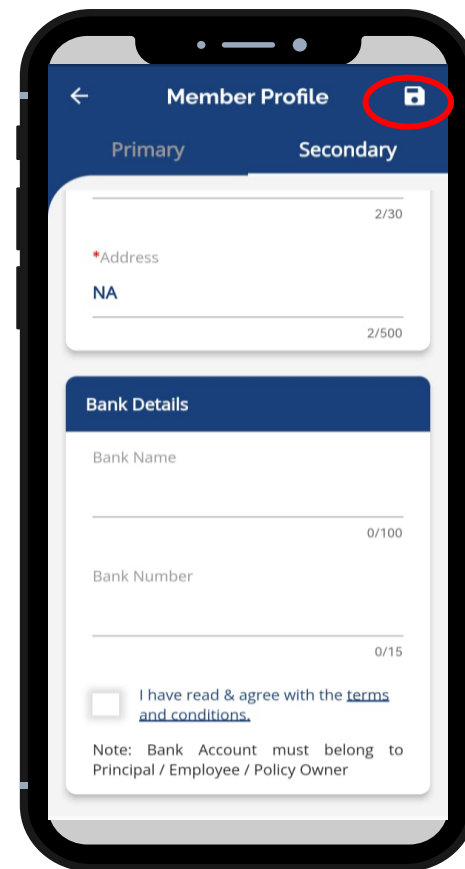 Member Profile
Primary Secondary
2/30
*Address
NA
2/500
Bank Details
Bank Name
0/100
Bank Number
0/15
I have read & agree with the terms
and conditions.
Note: Bank Account must belong to
Principal / Employee / Policy Owner